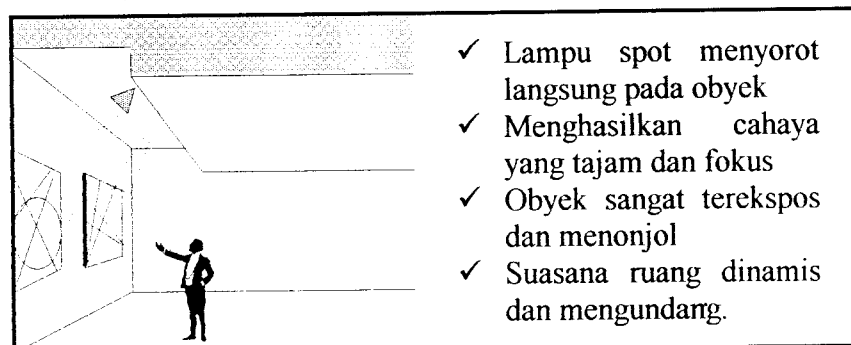 ✓ Lampu spot menyorot
langsung pada obyek
✓ Menghasilkan cahaya
yang tajam dan fokus
✓ Obyek sangat terekspos
dan menonjol
✓ Suasana ruang dinamis
dan mengundang.